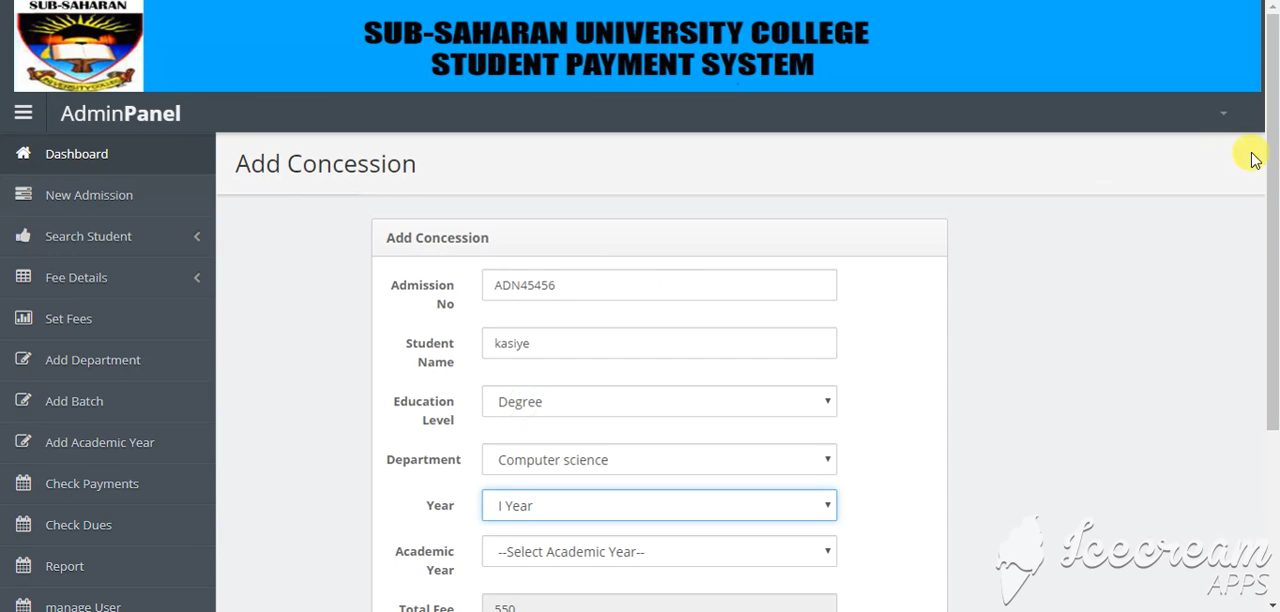 SUB-SAHARAN
UNIVERSITY COLLEGE
SUB-SAHARAN UNIVERSITY COLLEGE
STUDENT PAYMENT SYSTEM
AdminPanel
Dashboard
New Admission
Search Student
Fee Details
Set Fees
Add Department
Add Batch
Add Academic Year
Check Payments
Check Dues
Report
manage User
Add Concession
Add Concession
Admission No
ADN45456
Student Name
kasiye
Education Level
Degree
Department
Computer science
Year
I Year
Academic Year
--Select Academic Year--
Total Fee
550
Icecream
APPS